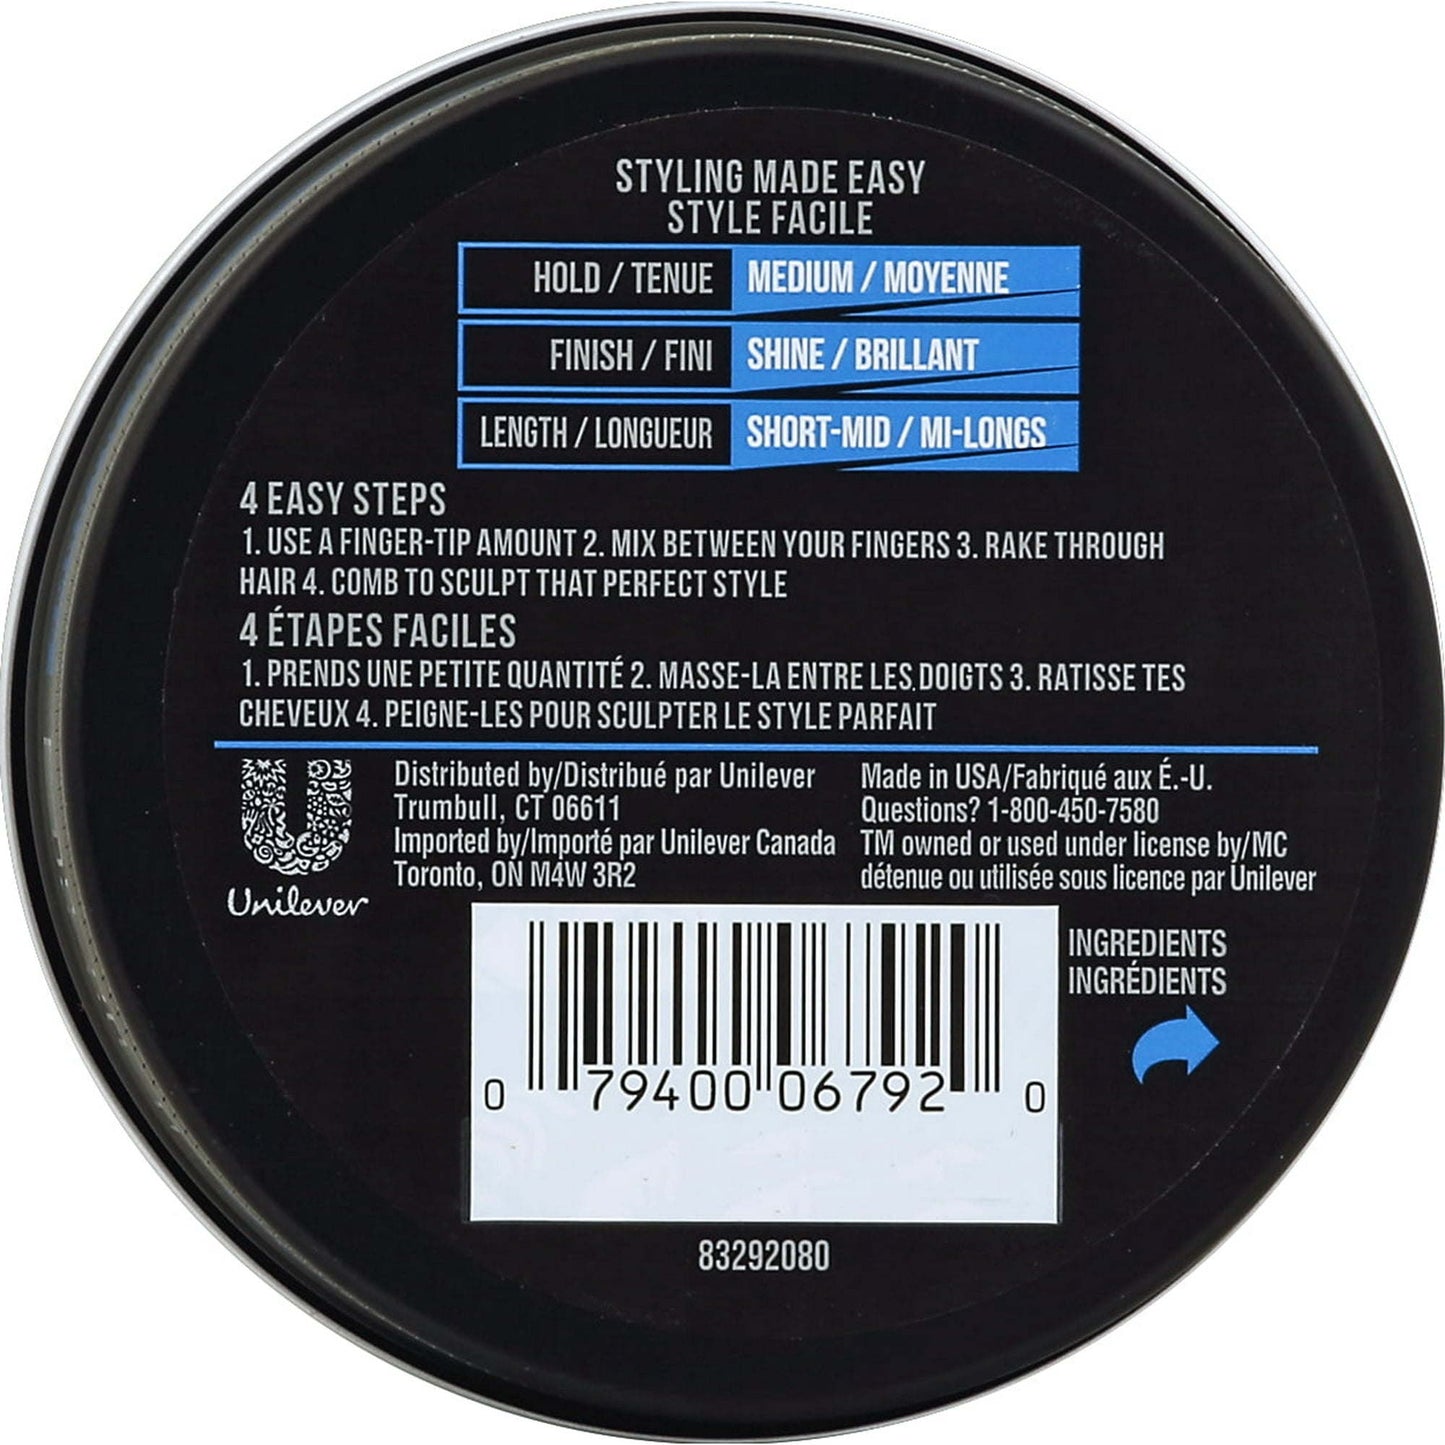 STYLING MADE EASY
STYLE FACILE
HOLD / TENUE MEDIUM / MOYENNE
FINISH / FINI SHINE / BRILLANT
LENGTH / LONGUEUR SHORT-MID / MI-LONGS
4 EASY STEPS
1. USE A FINGER-TIP AMOUNT 2. MIX BETWEEN YOUR FINGERS 3. RAKE THROUGH
HAIR 4. COMB TO SCULPT THAT PERFECT STYLE
4 ÉTAPES FACILES
1. PRENDS UNE PETITE QUANTITÉ 2. MASSE-LA ENTRE LES DOIGTS 3. RATISSE TES
CHEVEUX 4. PEIGNE-LES POUR SCULPTER LE STYLE PARFAIT
Unilever
Distributed by/Distribué par Unilever
Trumbull, CT 06611
Imported by/Importé par Unilever Canada
Toronto, ON M4W 3R2
Made in USA/Fabriqué aux É.-U.
Questions? 1-800-450-7580
TM owned or used under license by/MC
détenue ou utilisée sous licence par Unilever
INGREDIENTS
INGRÉDIENTS
0 79400 06792 0
83292080